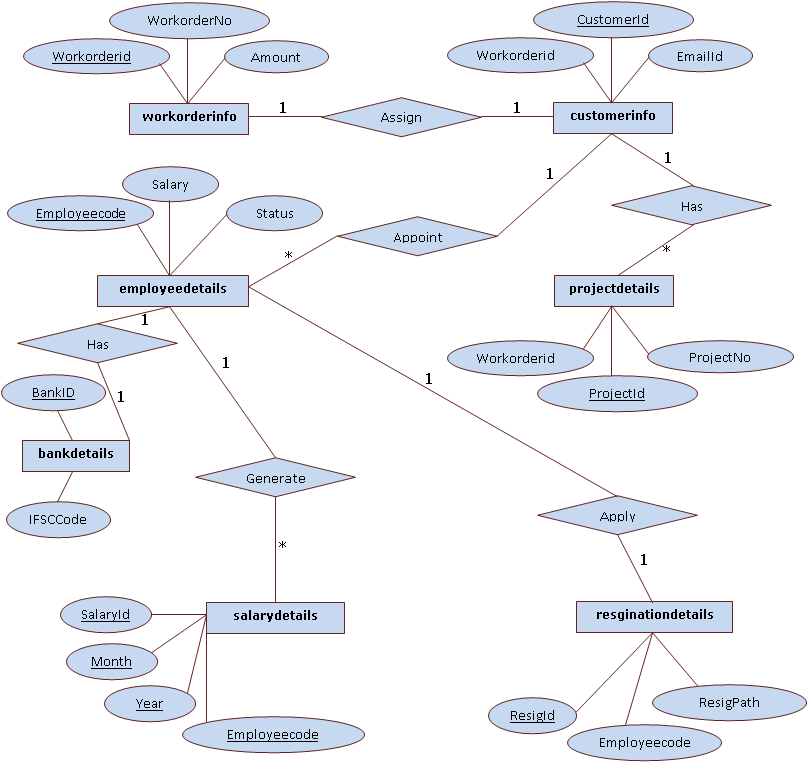 WorkorderNo
CustomerId
Workorderid
Amount
Workorderid
EmailId
workorderinfo
1
Assign
1
customerinfo
1
1
Salary
Employeecode
Status
Has
Appoint
*
*
employeedetails
projectdetails
1
Has
1
Workorderid
ProjectNo
1
BankID
1
ProjectId
bankdetails
Generate
IFSCCode
Apply
*
1
SalaryId
salarydetails
resginationdetails
Month
Year
ResigId
ResigPath
Employeecode
Employeecode